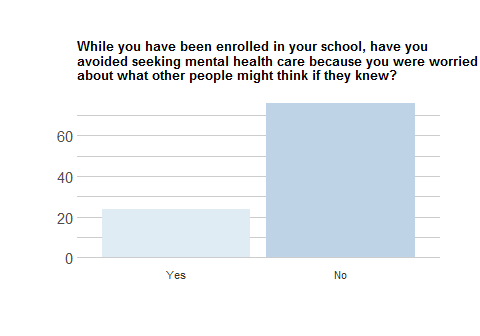 While you have been enrolled in your school, have you
avoided seeking mental health care because you were worried
about what other people might think if they knew?
60
40
20
0
Yes
No